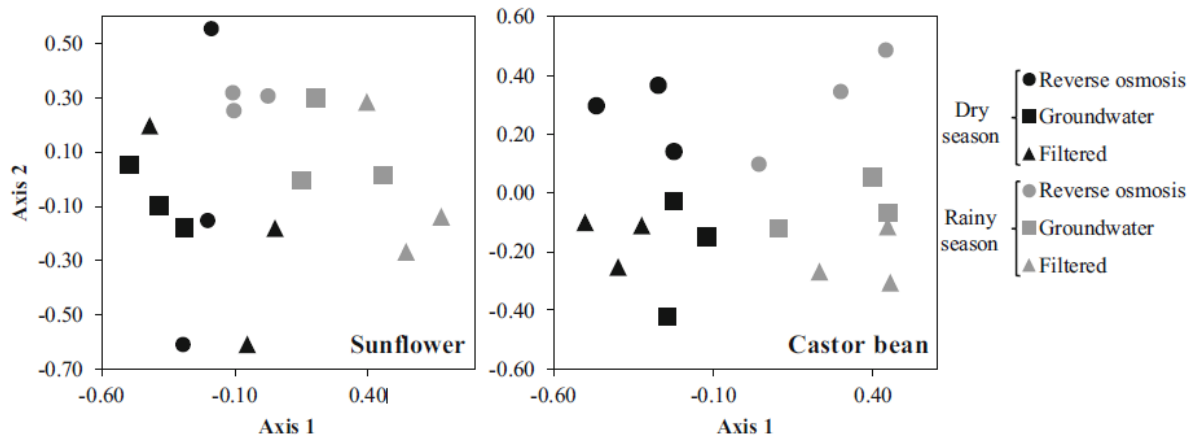 0.50
0.30
0.10
-0.10
-0.30
-0.50
-0.70
Axis 2
-0.60
-0.10
0.40
Axis 1
Sunflower
0.60
0.40
0.20
0.00
-0.20
-0.40
-0.60
-0.60
-0.10
0.40
Axis 1
Castor bean
Dry season
Reverse osmosis
Groundwater
Filtered
Rainy season
Reverse osmosis
Groundwater
Filtered